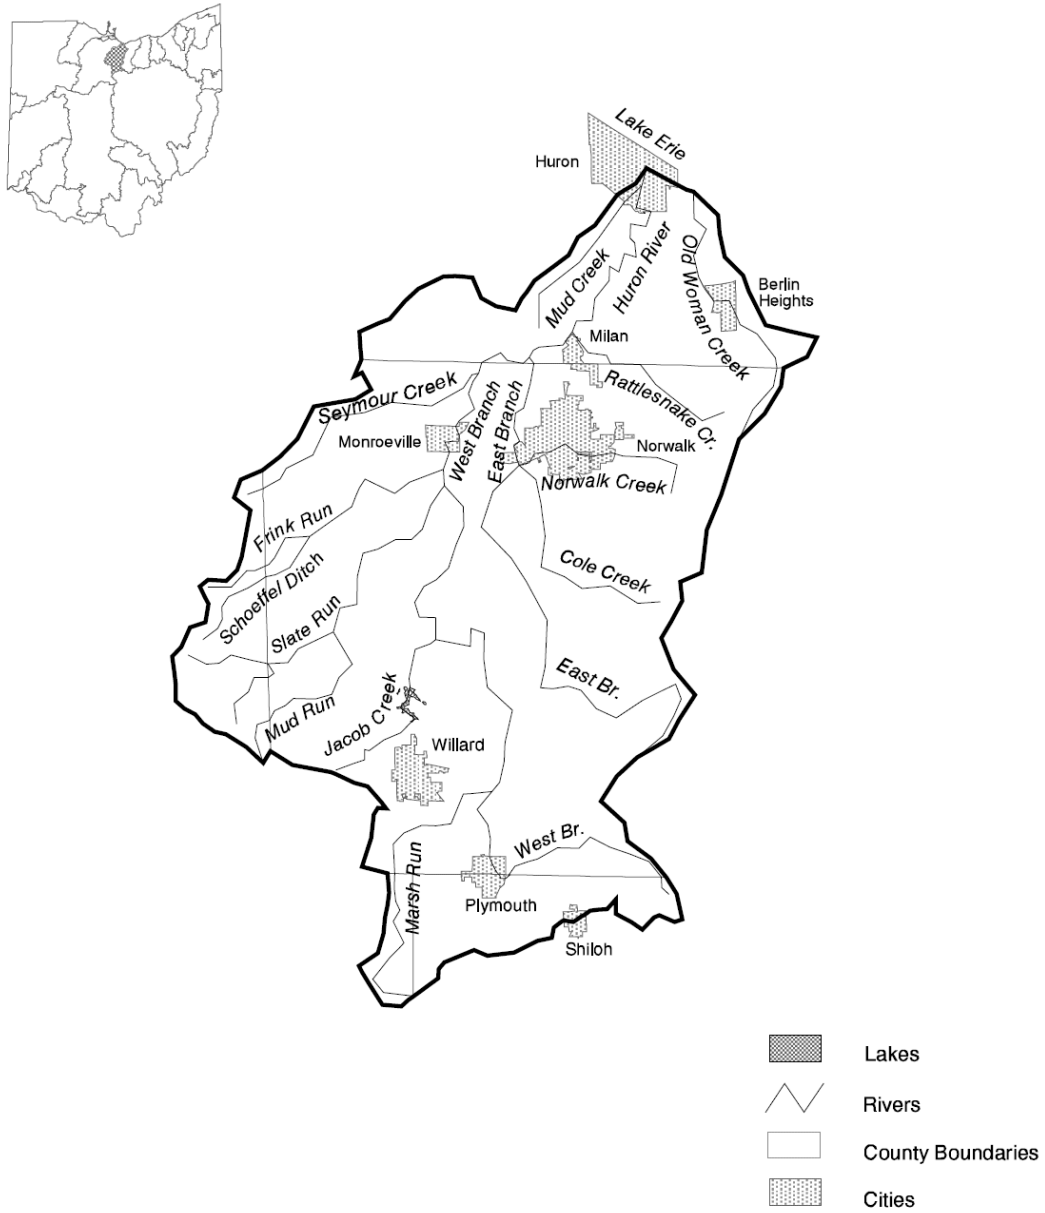 Lake Erie
Huron
Mud Creek
Huron River
Old Woman Creek
Berlin
Heights
Milan
Rattlesnake Cr.
Seymour Creek
West Branch
East Branch
Monroeville
Norwalk
Norwalk Creek
Frink Run
Schoeffel Ditch
Slate Run
Cole Creek
East Br.
Mud Run
Jacob Creek
Willard
West Br.
Marsh Run
Plymouth
Shiloh
Lakes
Rivers
County Boundaries
Cities